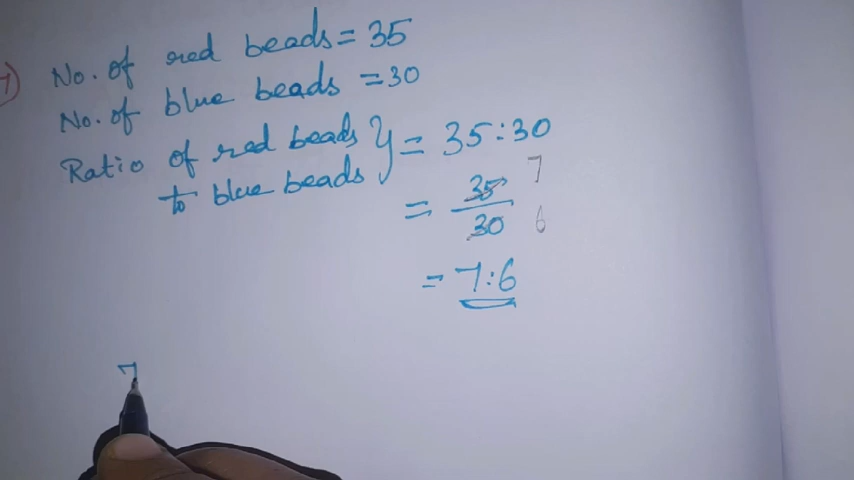 7) No. of red beads = 35
No. of blue beads = 30
Ratio of red beads } = 35:30
to blue beads
= 35/30 7 6
= 7:6
7